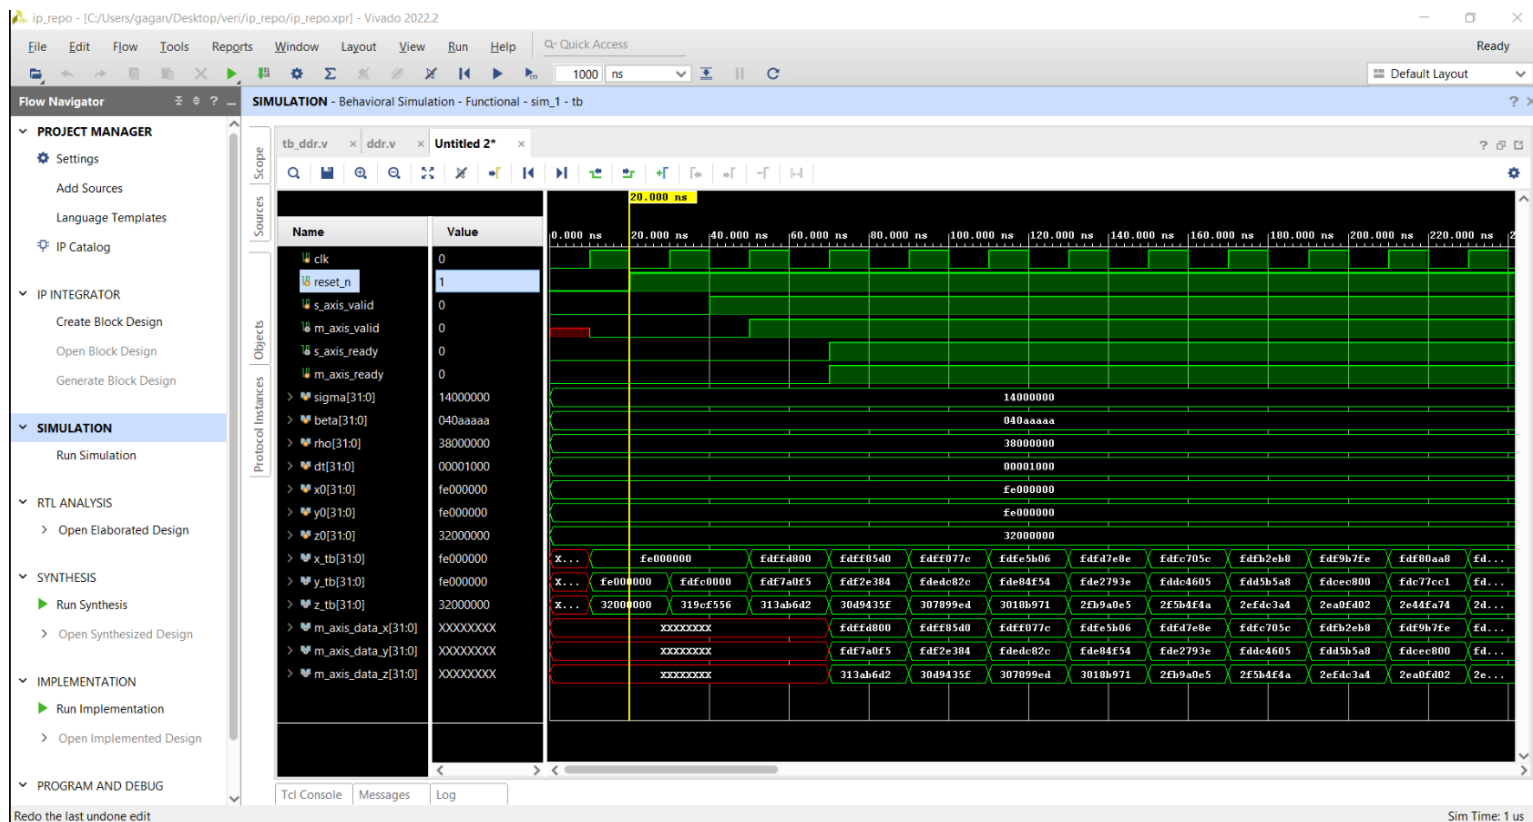 ip_repo - [C:/Users/gagan/Desktop/veri/ip_repo/ip_repo.xpr] - Vivado 2022.2
File Edit Flow Tools Reports Window Layout View Run Help Q- Quick Access Ready
1000 ns Default Layout
Flow Navigator ? SIMULATION - Behavioral Simulation - Functional - sim_1 - tb ?
PROJECT MANAGER
Settings
Add Sources
Language Templates
IP Catalog
IP INTEGRATOR
Create Block Design
Open Block Design
Generate Block Design
SIMULATION
Run Simulation
RTL ANALYSIS
Open Elaborated Design
SYNTHESIS
Run Synthesis
Open Synthesized Design
IMPLEMENTATION
Run Implementation
Open Implemented Design
PROGRAM AND DEBUG
Scope
Sources
Objects
Protocol Instances
tb_ddr.v × ddr.v × Untitled 2* × ?
20.000 ns
Name Value 0.000 ns 20.000 ns 40.000 ns 60.000 ns 80.000 ns 100.000 ns 120.000 ns 140.000 ns 160.000 ns 180.000 ns 200.000 ns 220.000 ns 2
clk 0
reset_n 1
s_axis_valid 0
m_axis_valid 0
s_axis_ready 0
m_axis_ready 0
sigma[31:0] 14000000 14000000
beta[31:0] 040aaaaa 040aaaaa
rho[31:0] 38000000 38000000
dt[31:0] 00001000 00001000
x0[31:0] fe000000 fe000000
y0[31:0] fe000000 fe000000
z0[31:0] 32000000 32000000
x_tb[31:0] fe000000 X... fe000000 fdffd800 fdff85d0 fdff077c fdfe5b06 fdfd7e8e fdfc705c fdfb2eb8 fdf9b7fe fdf80aa8 fd...
y_tb[31:0] fe000000 X... fe000000 fdfc0000 fdf7a0f5 fdf2e384 fdedc82c fde84f54 fde2793e fddc4605 fdd5b5a8 fdcec800 fdc77cc1 fd...
z_tb[31:0] 32000000 X... 32000000 319cf556 313ab6d2 30d9435f 307899ed 3018b971 2fb9a0e5 2f5b4f4a 2efdc3a4 2ea0fd02 2e44fa74 2d...
m_axis_data_x[31:0] XXXXXXXX XXXXXXXX fdffd800 fdff85d0 fdff077c fdfe5b06 fdfd7e8e fdfc705c fdfb2eb8 fdf9b7fe fd...
m_axis_data_y[31:0] XXXXXXXX XXXXXXXX fdf7a0f5 fdf2e384 fdedc82c fde84f54 fde2793e fddc4605 fdd5b5a8 fdcec800 fd...
m_axis_data_z[31:0] XXXXXXXX XXXXXXXX 313ab6d2 30d9435f 307899ed 3018b971 2fb9a0e5 2f5b4f4a 2efdc3a4 2ea0fd02 2e...
Tcl Console Messages Log
Redo the last undone edit Sim Time: 1 us